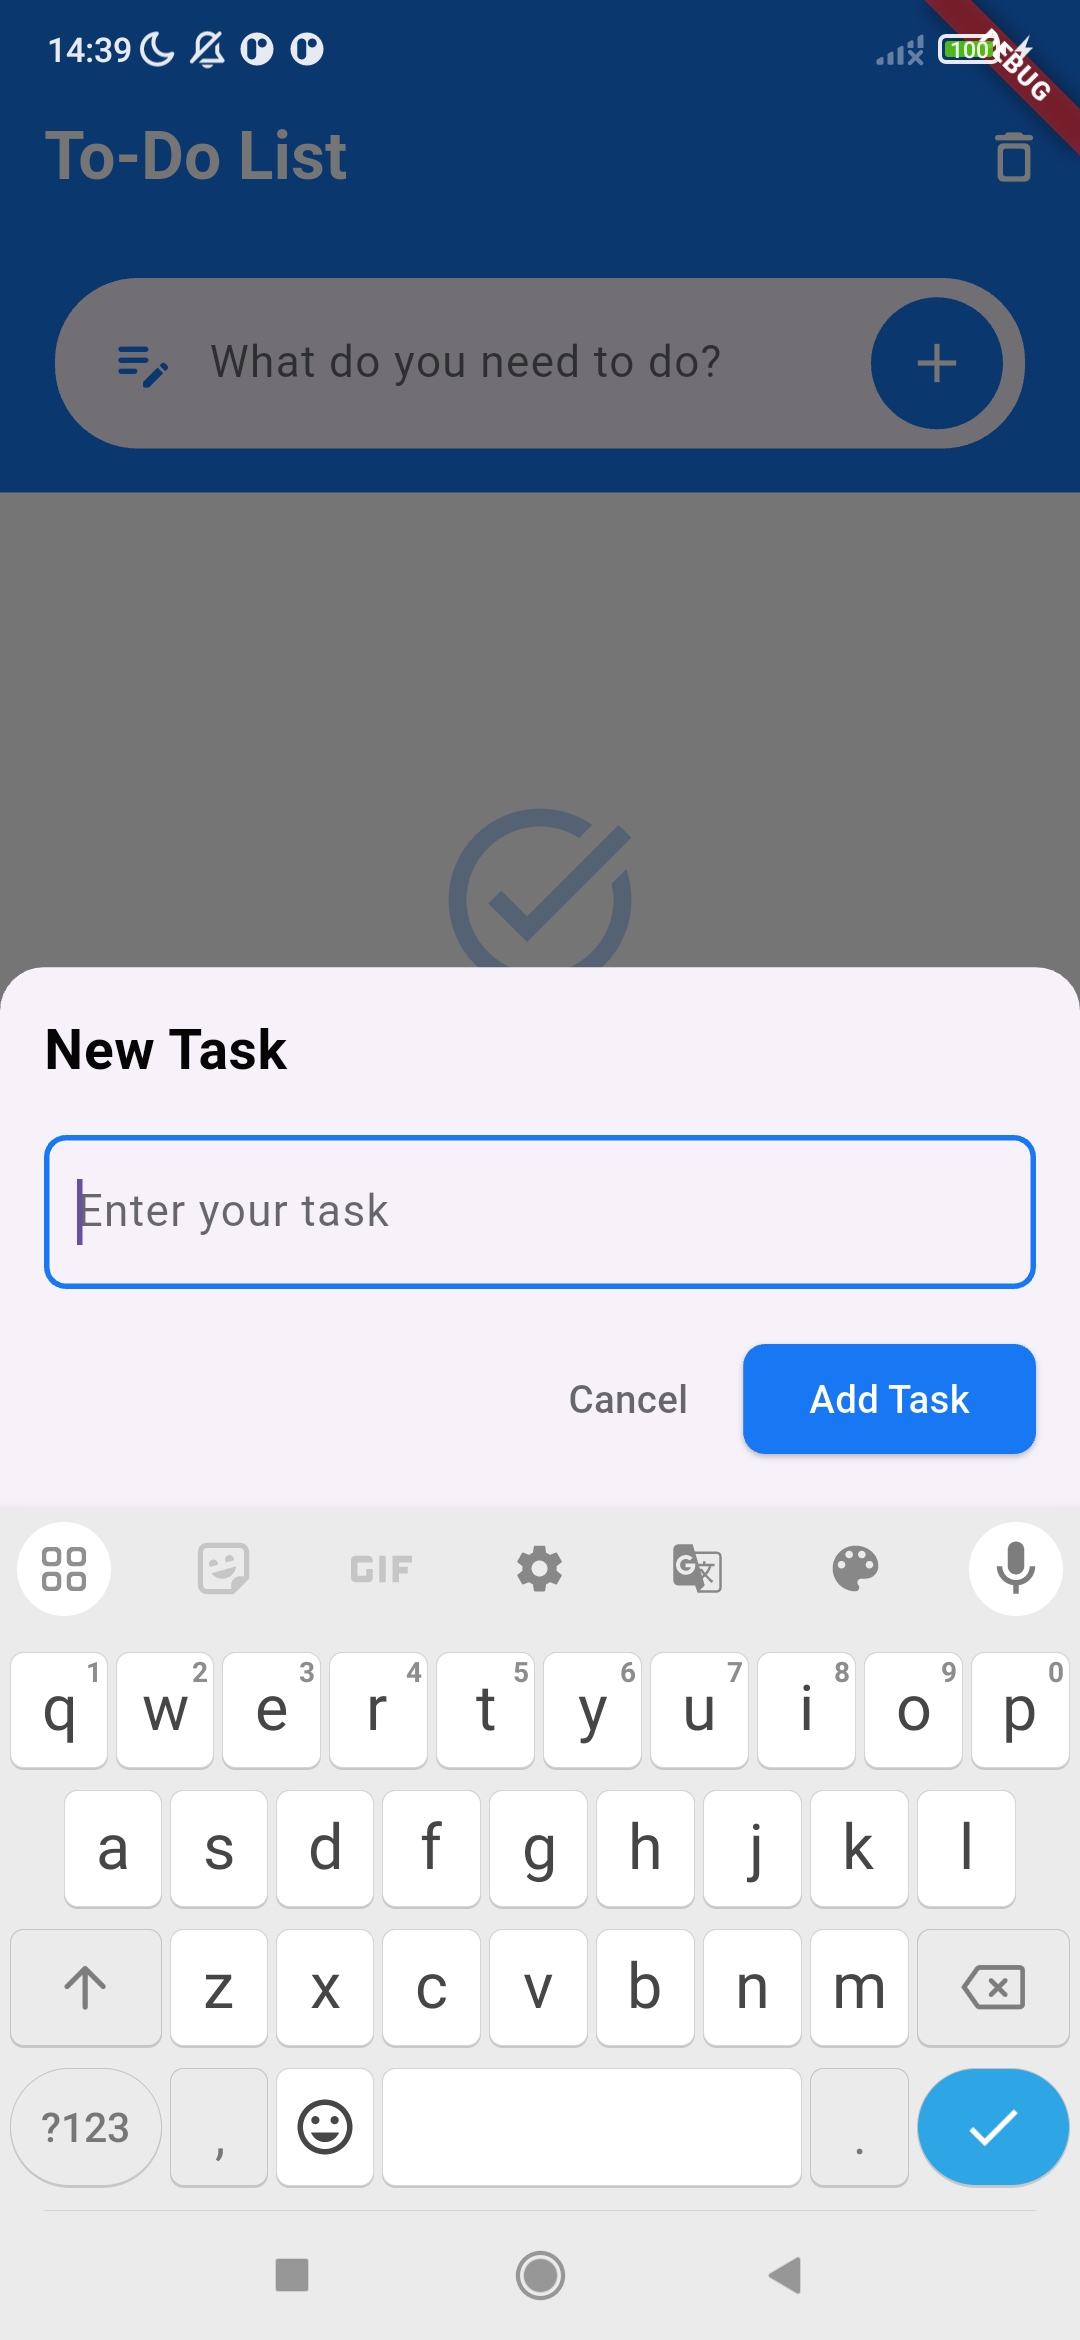 14:39
100
DEBUG
To-Do List
What do you need to do?
New Task
Enter your task
Cancel
Add Task
GIF
G 文
q 1 w 2 e 3 r 4 t 5 y 6 u 7 i 8 o 9 p 0
a s d f g h j k l
z x c v b n m
?123 , .